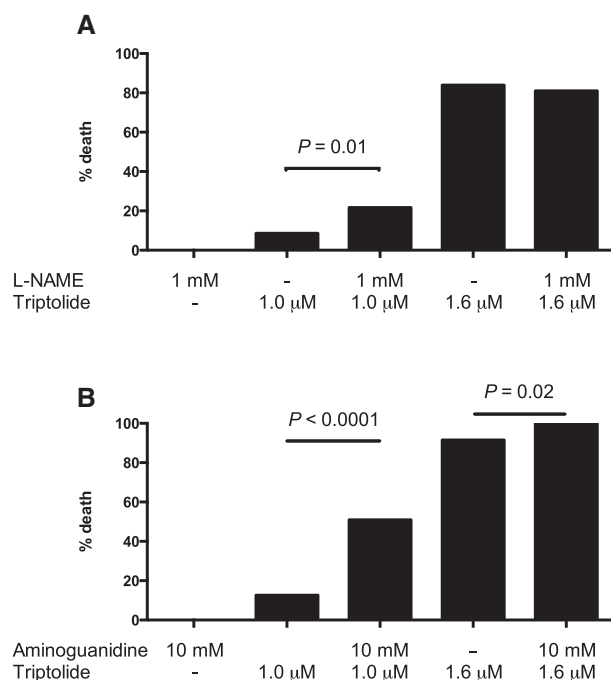 A
100
80
60
40
20
0
% death
P = 0.01
L-NAME 1 mM - 1 mM - 1 mM
Triptolide - 1.0 μM 1.0 μM 1.6 μM 1.6 μM
B
100
80
60
40
20
0
% death
P < 0.0001
P = 0.02
Aminoguanidine 10 mM - 10 mM – 10 mM
Triptolide - 1.0 μM 1.0 μM 1.6 μM 1.6 μM